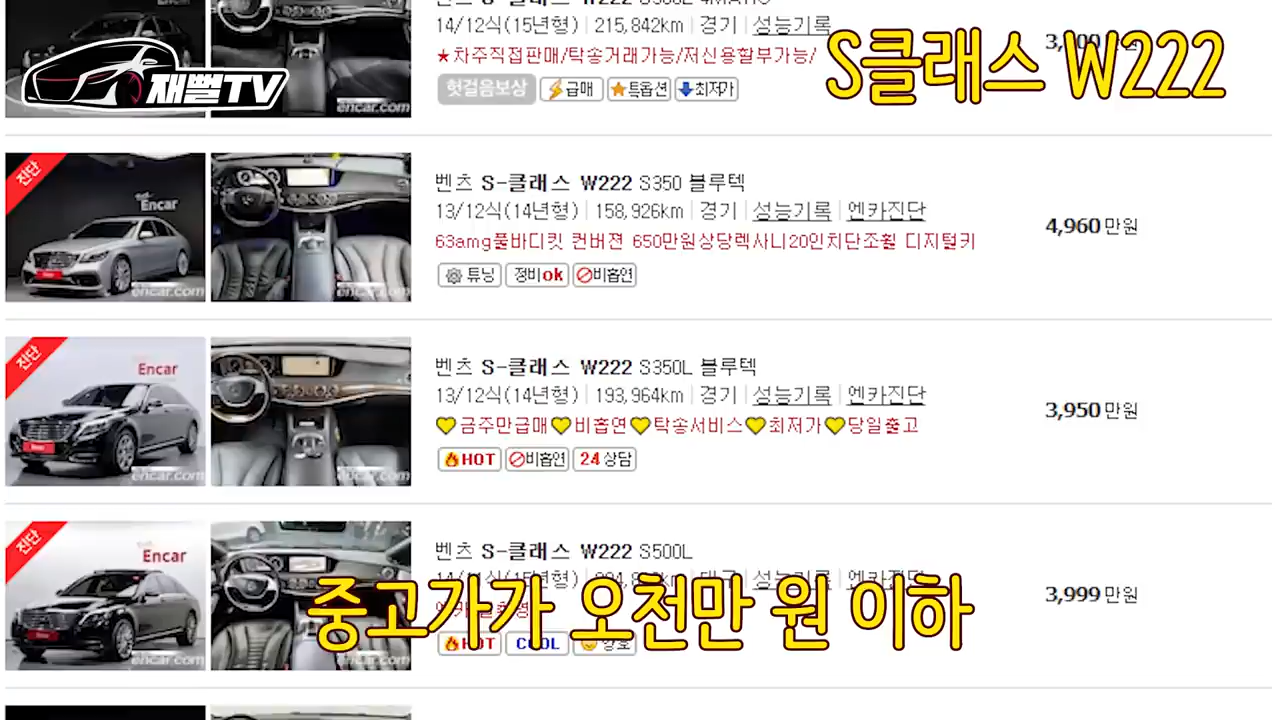 14/12식(15년형) 215,842km 경기 성능기록
★차주직접판매/탁송거래가능/저신용할부가능/
헛걸음보상 급매 특옵션 최저가
재뻘TV
encar.com
S클래스 W222
진단
Encar
encar.com
encar.com
벤츠 S-클래스 W222 S350 블루텍
13/12식(14년형) 158,926km 경기 성능기록 엔카진단
63amg풀바디킷 컨버젼 650만원상당렉사니20인치단조휠 디지털키
튜닝 정비ok 비흡연
4,960만원
진단
Encar
encar.com
encar.com
벤츠 S-클래스 W222 S350L 블루텍
13/12식(14년형) 193,964km 경기 성능기록 엔카진단
💛금주만급매💛비흡연💛탁송서비스💛최저가💛당일출고
HOT 비흡연 24상담
3,950만원
진단
Encar
encar.com
encar.com
벤츠 S-클래스 W222 S500L
성능기록
HOT COOL
3,999만원
중고가가 오천만 원 이하